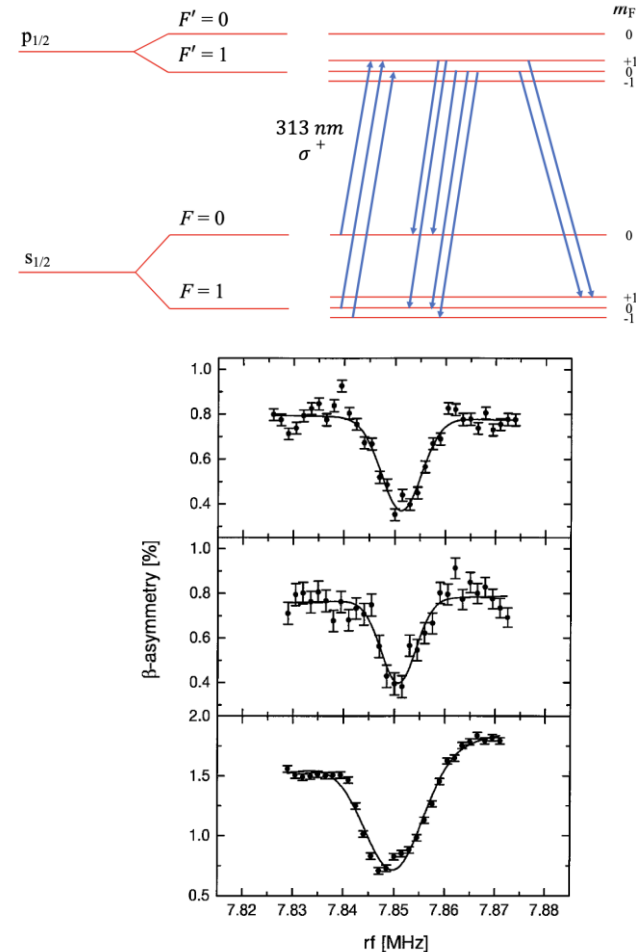 m_F
p_1/2
F′ = 0
0
F′ = 1
+1
0
-1
313 nm
σ⁺
F = 0
0
s_1/2
F = 1
+1
0
-1
1.0
0.8
0.6
0.4
1.0
0.8
0.6
0.4
2.0
1.5
1.0
0.5
β-asymmetry [%]
7.82 7.83 7.84 7.85 7.86 7.87 7.88
rf [MHz]